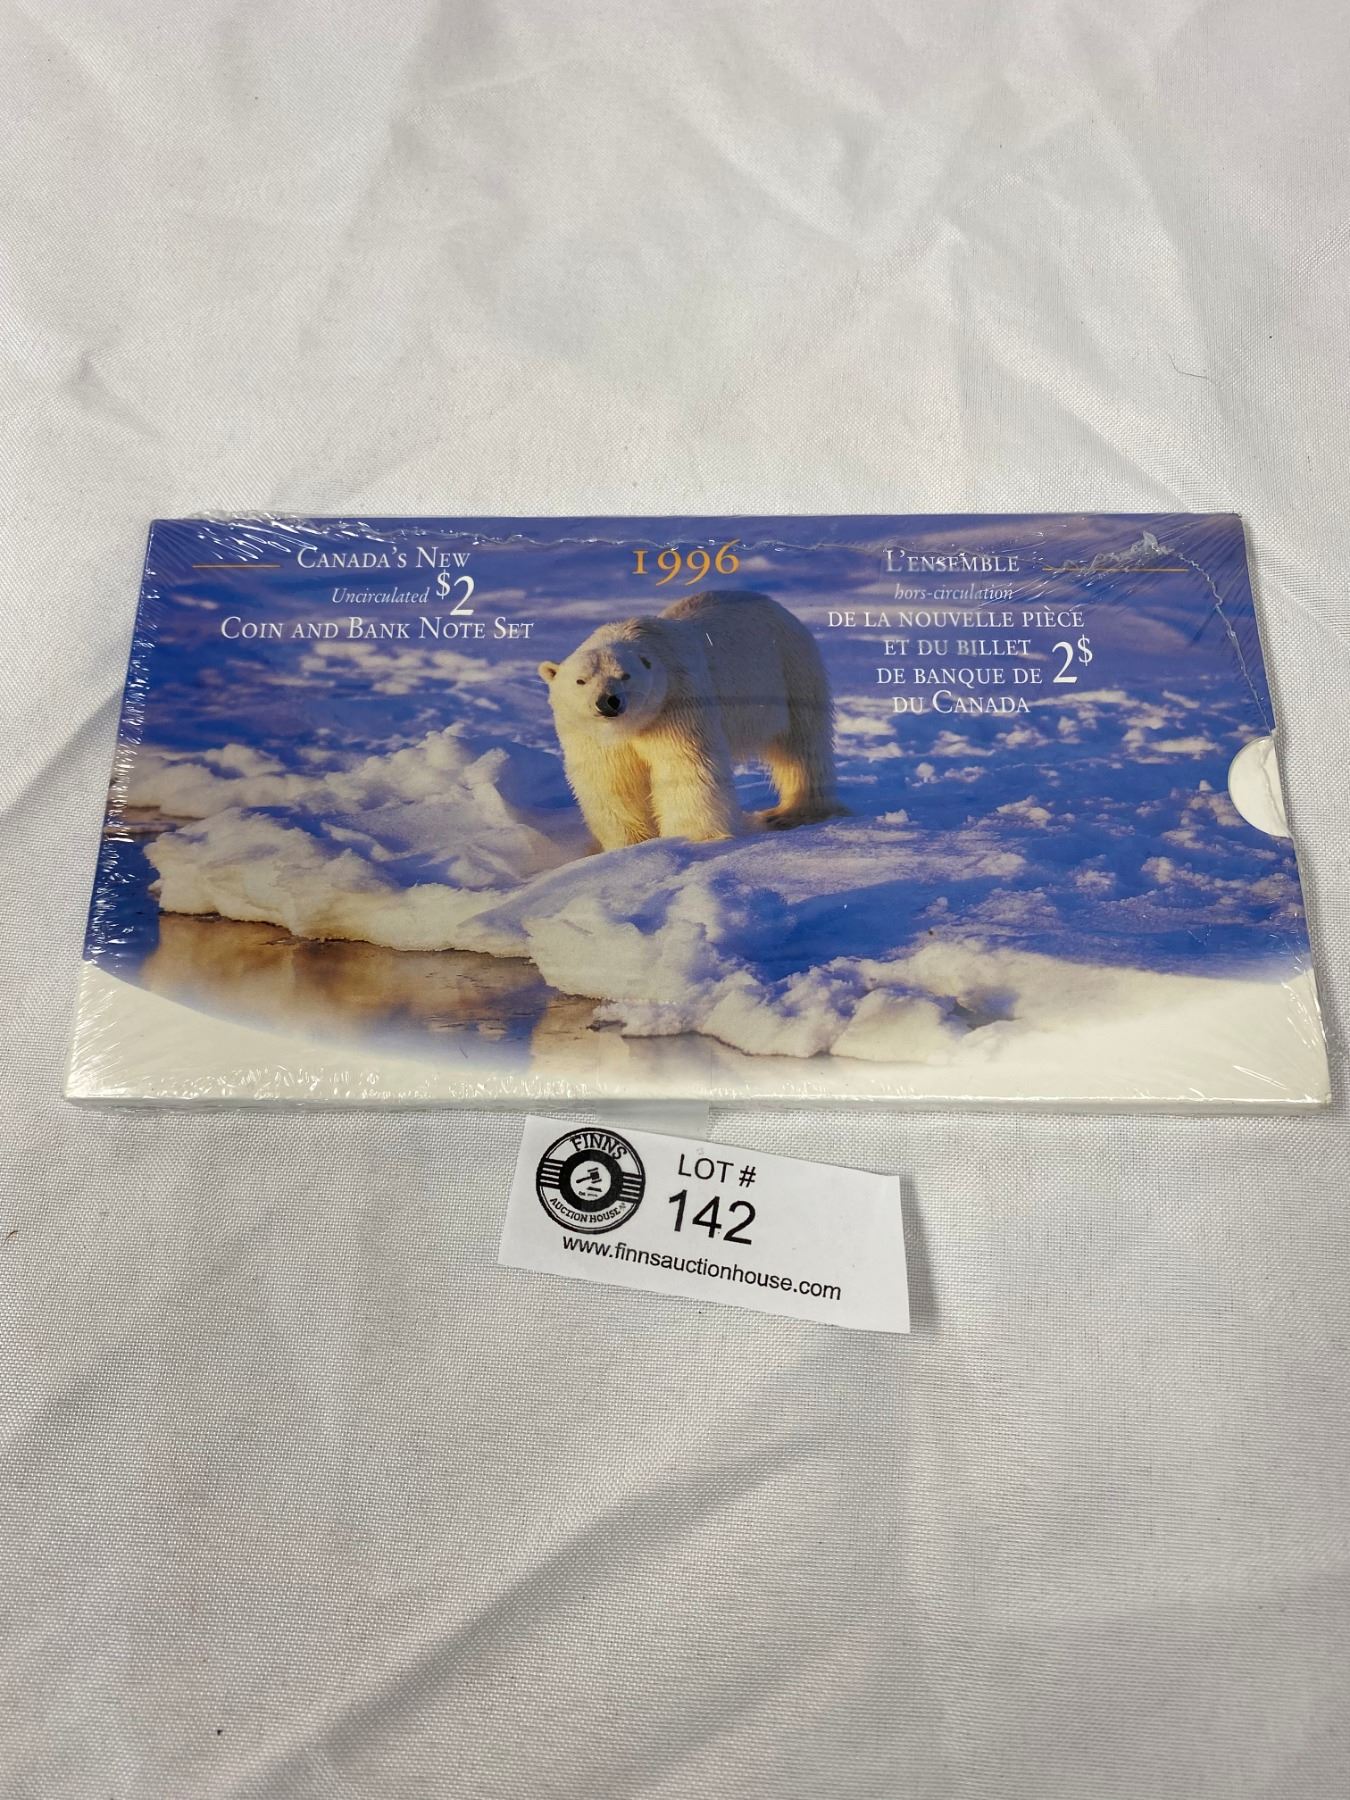 1996
CANADA'S NEW
Uncirculated $2
COIN AND BANK NOTE SET
L'ENSEMBLE
hors-circulation
DE LA NOUVELLE PIÈCE
ET DU BILLET
DE BANQUE DE 2$
DU CANADA
FINNS
AUCTION HOUSE
LOT #
142
www.finnsauctionhouse.com